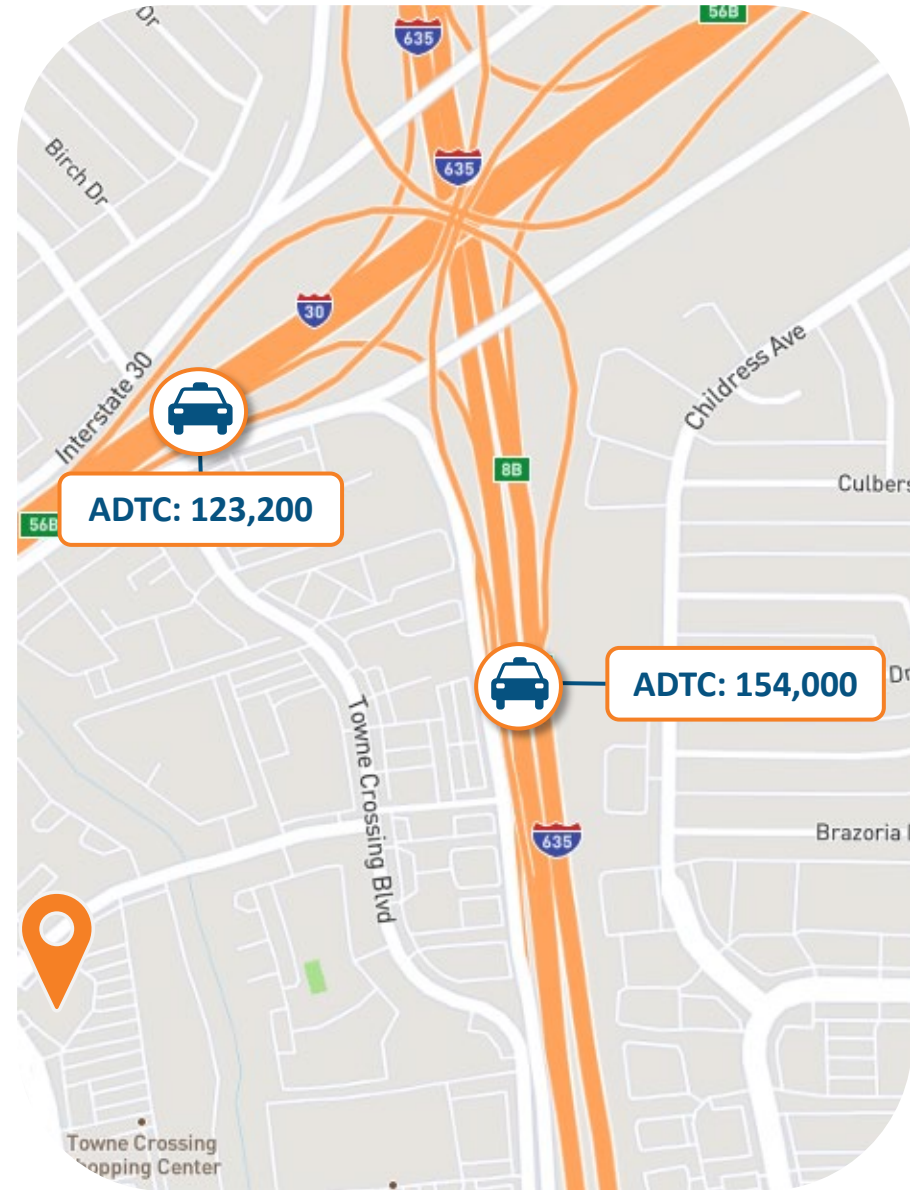 Dr
635
56B
635
Birch Dr
30
Interstate 30
Childress Ave
8B
Culbers
ADTC: 123,200
56B
ADTC: 154,000
Dr
Towne Crossing Blvd
635
Brazoria
Towne Crossing
hopping Center